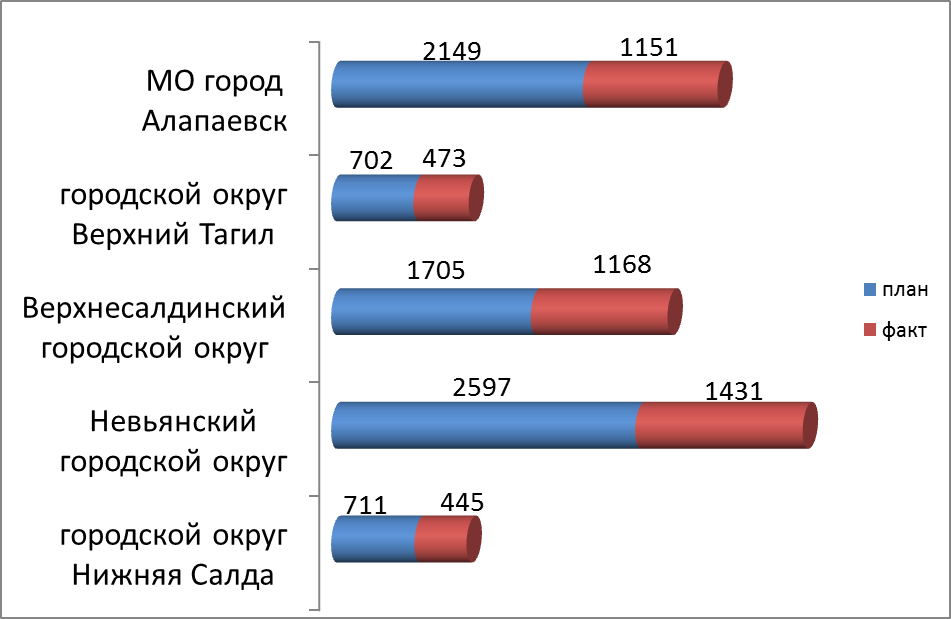 2149 1151
МО город
Алапаевск
702 473
городской округ
Верхний Тагил
1705 1168
Верхнесалдинский
городской округ
план
факт
2597 1431
Невьянский
городской округ
711 445
городской округ
Нижняя Салда